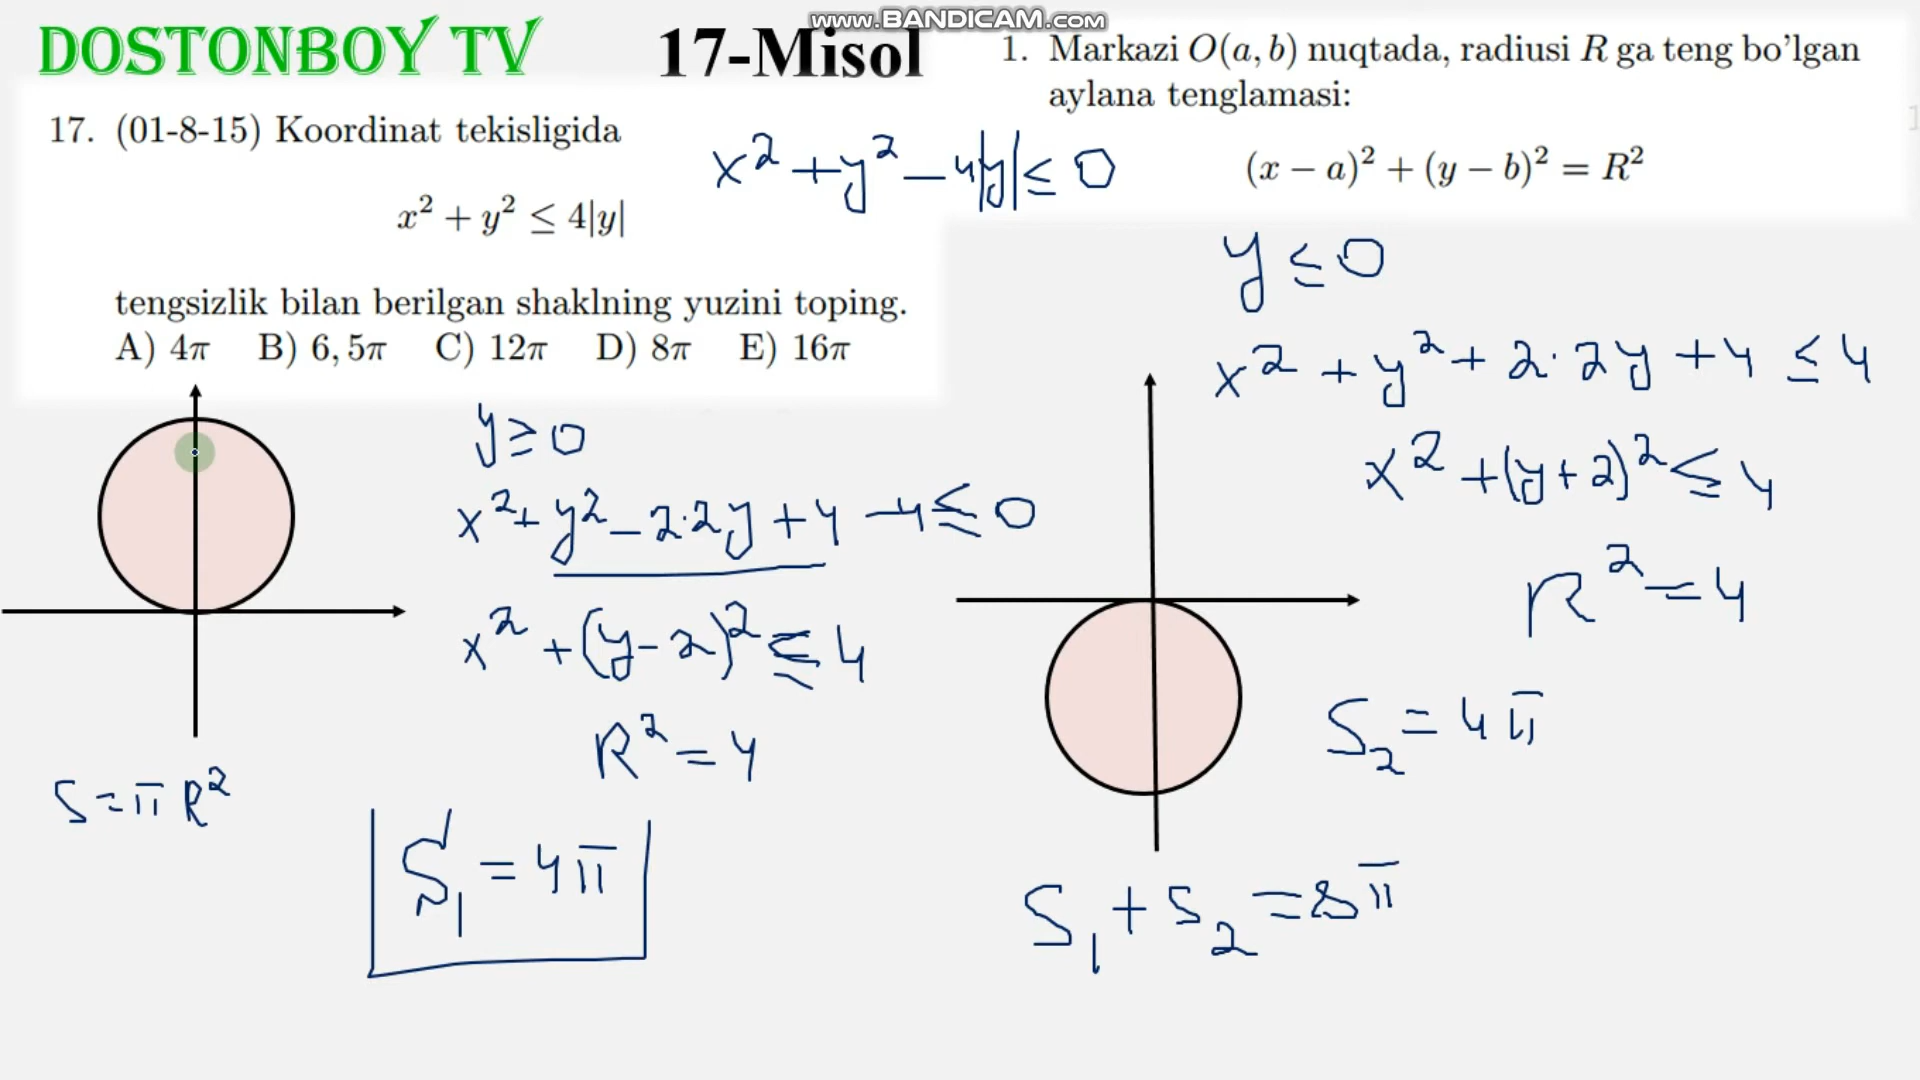 www.BANDICAM.com
DOSTONBOY TV
17-Misol
17. (01-8-15) Koordinat tekisligida
x² + y² ≤ 4|y|
tengsizlik bilan berilgan shaklning yuzini toping.
A) 4π B) 6,5π C) 12π D) 8π E) 16π
1. Markazi O(a, b) nuqtada, radiusi R ga teng bo’lgan
aylana tenglamasi:
(x − a)² + (y − b)² = R²
x² + y² − 4|y| ≤ 0
y ≥ 0
x² + y² − 2·2y + 4 − 4 ≤ 0
x² + (y − 2)² ≤ 4
R² = 4
S = πR²
S₁ = 4π
y ≤ 0
x² + y² + 2·2y + 4 ≤ 4
x² + (y + 2)² ≤ 4
R² = 4
S₂ = 4π
S₁ + S₂ = 8π